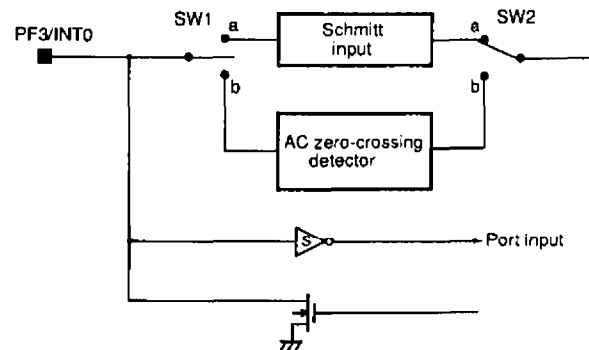 PF3/INT0
SW1
a
Schmitt
input
a
SW2
b
AC zero-crossing
detector
b
S
Port input